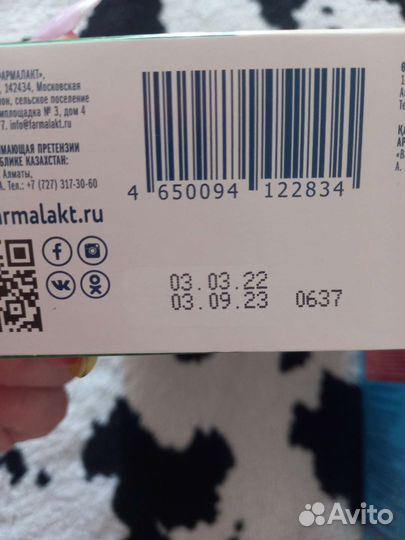 ФАРМАЛАКТ»,
142434, Московская
сельское поселение
№ 3, дом 4
info@farmalakt.ru
ПРЕТЕНЗИИ
КАЗАХСТАН:
Алматы,
А. Тел.: +7 (727) 317-30-60
farmalakt.ru
4 650094 122834
03.03.22
03.09.23 0637
Avito